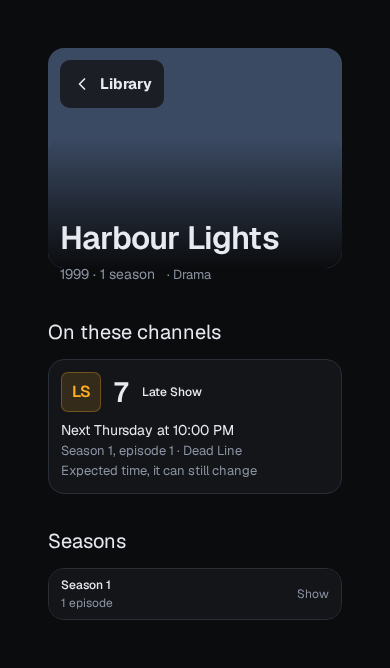 Library
Harbour Lights
1999 · 1 season · Drama
On these channels
LS 7 Late Show
Next Thursday at 10:00 PM
Season 1, episode 1 · Dead Line
Expected time, it can still change
Seasons
Season 1
Show
1 episode